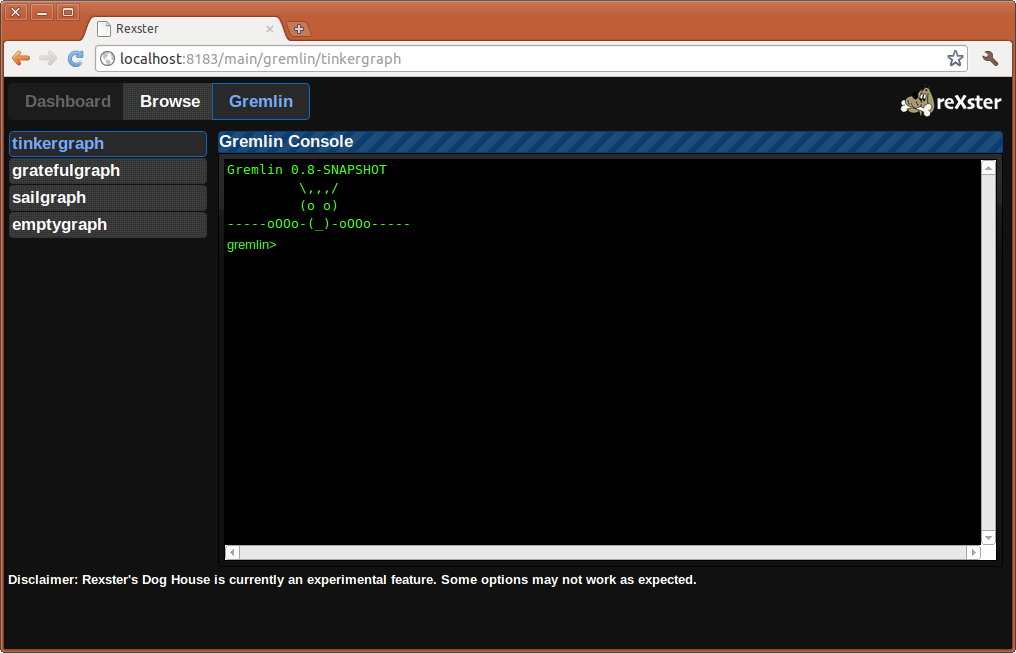 Rexster
localhost:8183/main/gremlin/tinkergraph
Dashboard Browse Gremlin
reXster
tinkergraph
gratefulgraph
sailgraph
emptygraph
Gremlin Console
Gremlin 0.8-SNAPSHOT
         \,,,/
         (o o)
-----oOOo-(_)-oOOo-----
gremlin>
Disclaimer: Rexster's Dog House is currently an experimental feature. Some options may not work as expected.